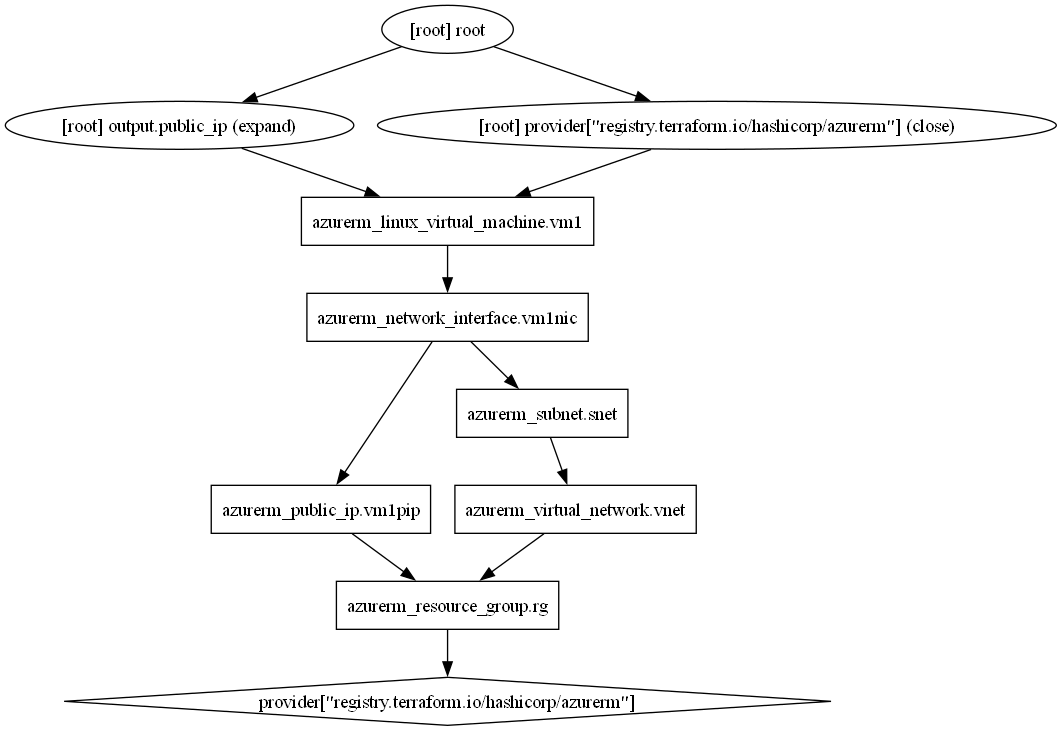 [root] root
[root] output.public_ip (expand)
[root] provider["registry.terraform.io/hashicorp/azurerm"] (close)
azurerm_linux_virtual_machine.vm1
azurerm_network_interface.vm1nic
azurerm_subnet.snet
azurerm_public_ip.vm1pip
azurerm_virtual_network.vnet
azurerm_resource_group.rg
provider["registry.terraform.io/hashicorp/azurerm"]